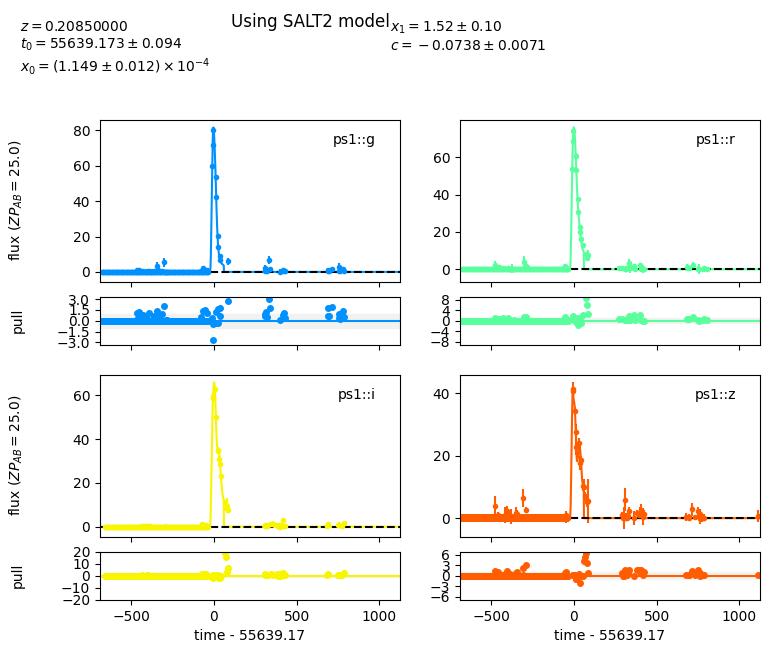 Using SALT2 model
z = 0.20850000
t₀ = 55639.173 ± 0.094
x₀ = (1.149 ± 0.012) × 10⁻⁴
x₁ = 1.52 ± 0.10
c = −0.0738 ± 0.0071
flux (ZP_AB = 25.0)
80
60
40
20
0
ps1::g
60
40
20
0
ps1::r
pull
3.0
1.5
0.0
−1.5
−3.0
8
4
0
−4
−8
flux (ZP_AB = 25.0)
60
40
20
0
ps1::i
40
20
0
ps1::z
pull
20
10
0
−10
−20
6
3
0
−3
−6
−500 0 500 1000
−500 0 500 1000
time - 55639.17
time - 55639.17